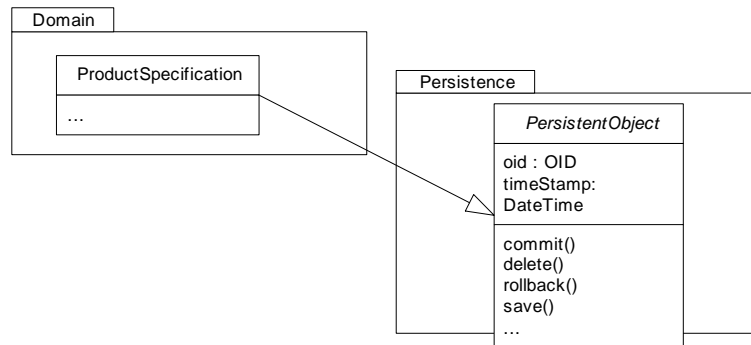 Domain
ProductSpecification
...
Persistence
PersistentObject
oid : OID
timeStamp:
DateTime
commit()
delete()
rollback()
save()
...